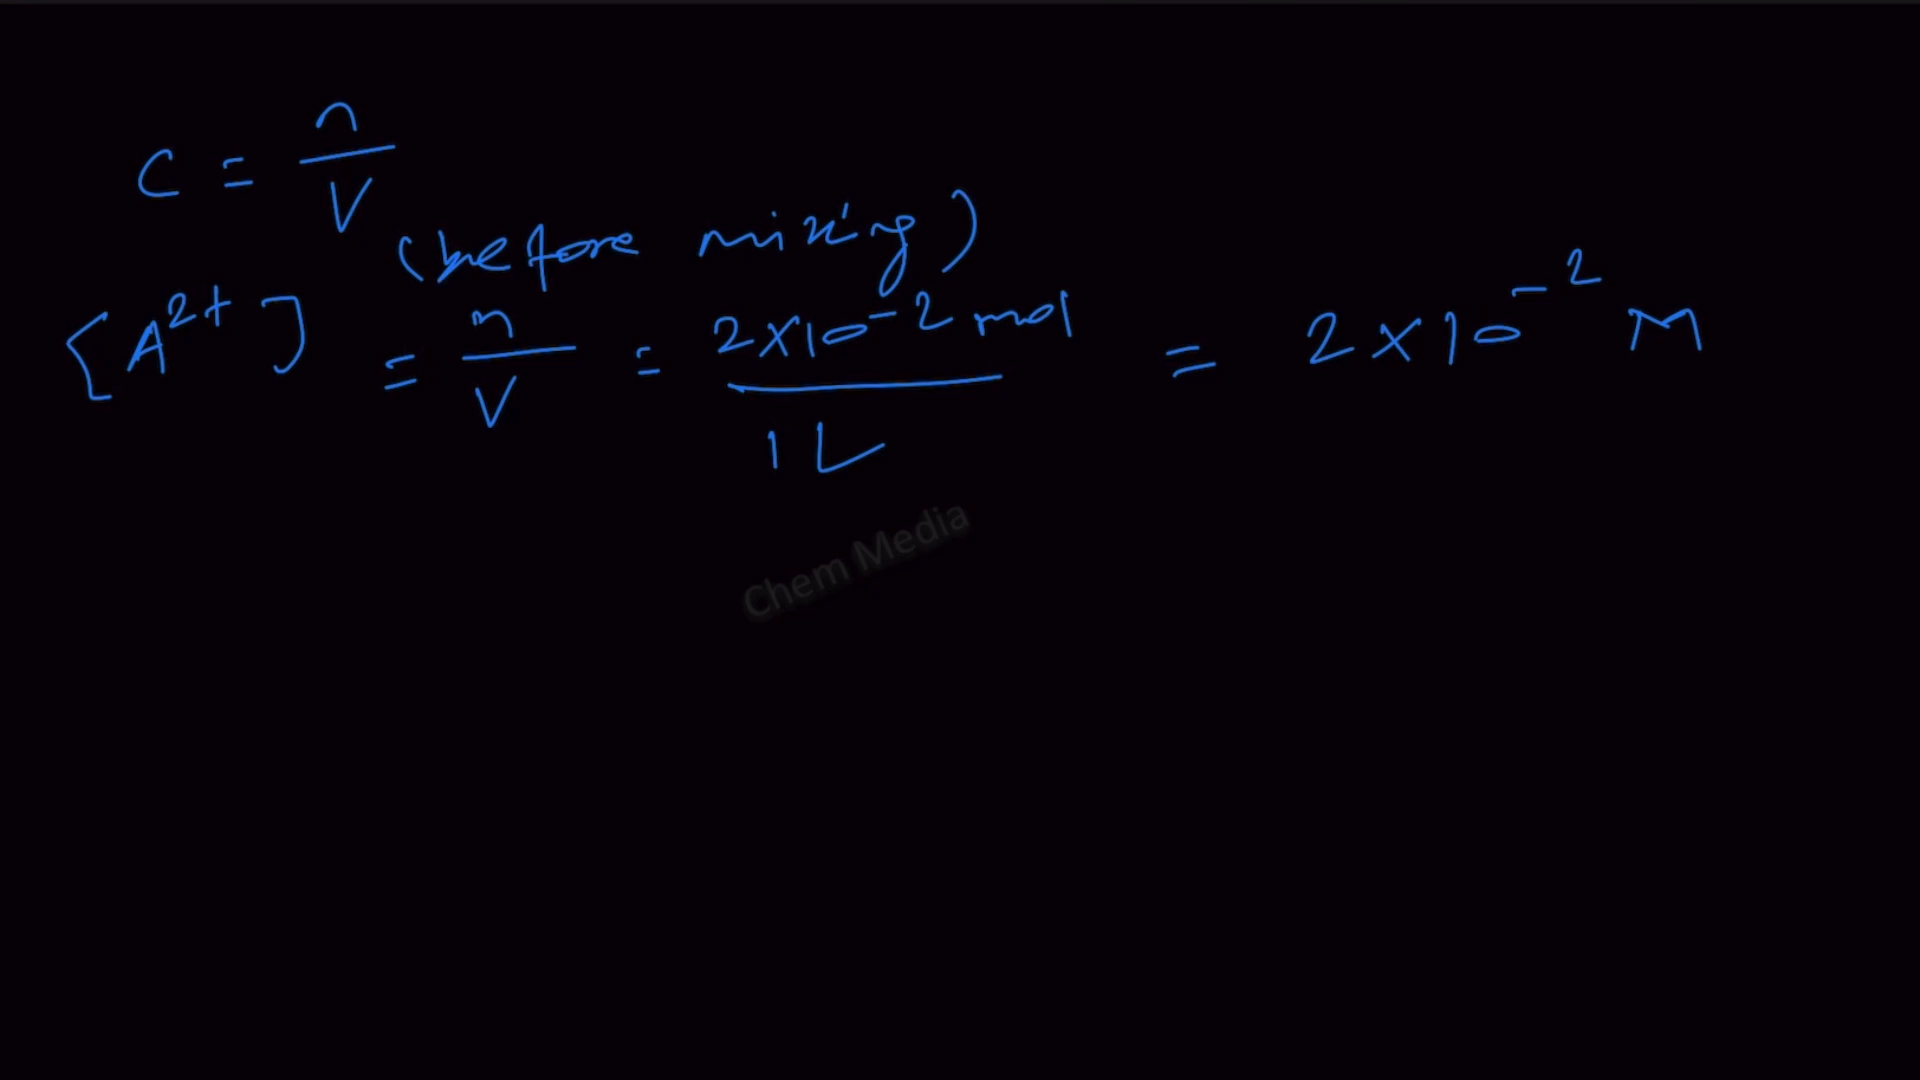 C = n/V
(before mixing)
[A²⁺] = n/V = 2×10⁻² mol / 1 L = 2×10⁻² M
Chem Media